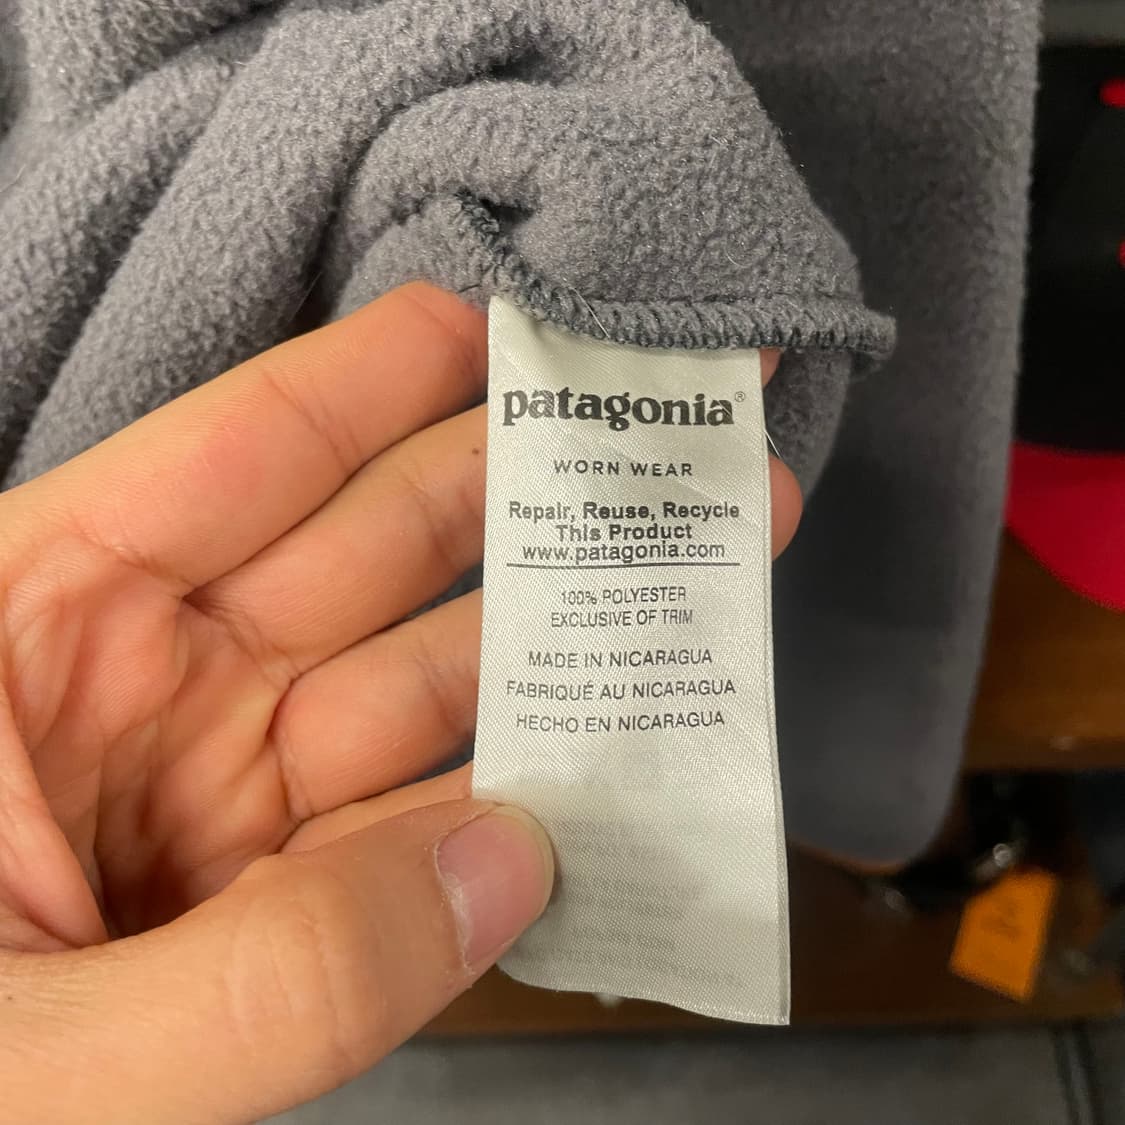 patagonia®
WORN WEAR
Repair, Reuse, Recycle
This Product
www.patagonia.com
100% POLYESTER
EXCLUSIVE OF TRIM
MADE IN NICARAGUA
FABRIQUÉ AU NICARAGUA
HECHO EN NICARAGUA